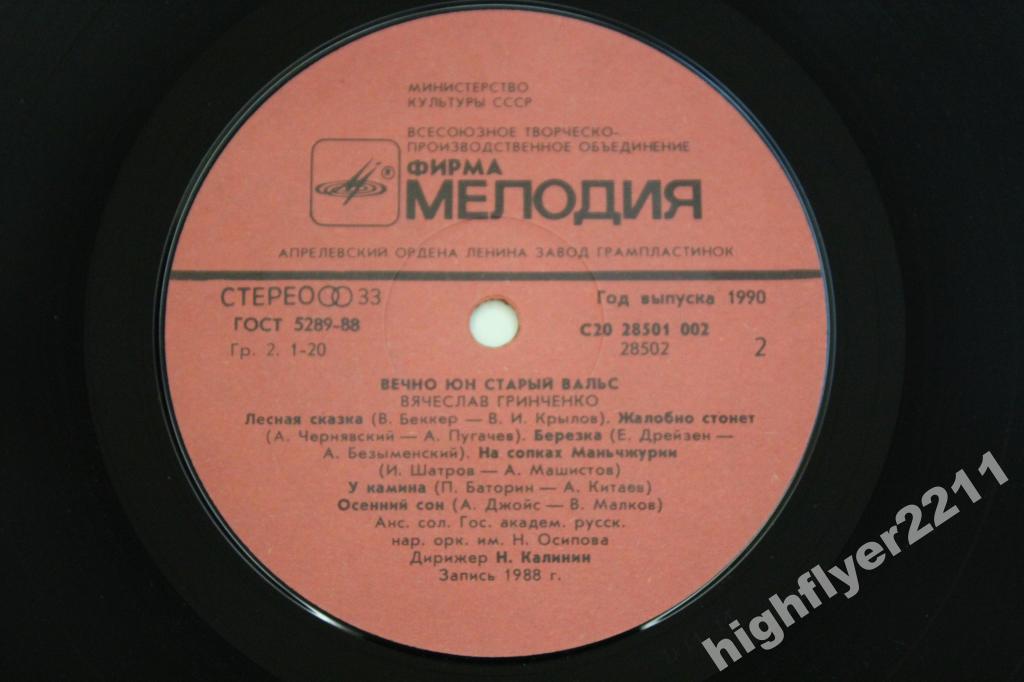 МИНИСТЕРСТВО
КУЛЬТУРЫ СССР
ВСЕСОЮЗНОЕ ТВОРЧЕСКО-
ПРОИЗВОДСТВЕННОЕ ОБЪЕДИНЕНИЕ
®
ФИРМА
МЕЛОДИЯ
АПРЕЛЕВСКИЙ ОРДЕНА ЛЕНИНА ЗАВОД ГРАМПЛАСТИНОК
СТЕРЕО 33 Год выпуска 1990
ГОСТ 5289-88 С20 28501 002
Гр. 2. 1-20 28502 2
ВЕЧНО ЮН СТАРЫЙ ВАЛЬС
ВЯЧЕСЛАВ ГРИНЧЕНКО
Лесная сказка (В. Беккер — В. И. Крылов). Жалобно стонет
(А. Чернявский — А. Пугачев). Березка (Е. Дрейзен —
А. Безыменский). На сопках Маньчжурии
(И. Шатров — А. Машистов)
У камина (П. Баторин — А. Китаев)
Осенний сон (А. Джойс — В. Малков)
Анс. сол. Гос. академ. русск.
нар. орк. им. Н. Осипова
Дирижер Н. Калинин
Запись 1988 г.
highflyer2211